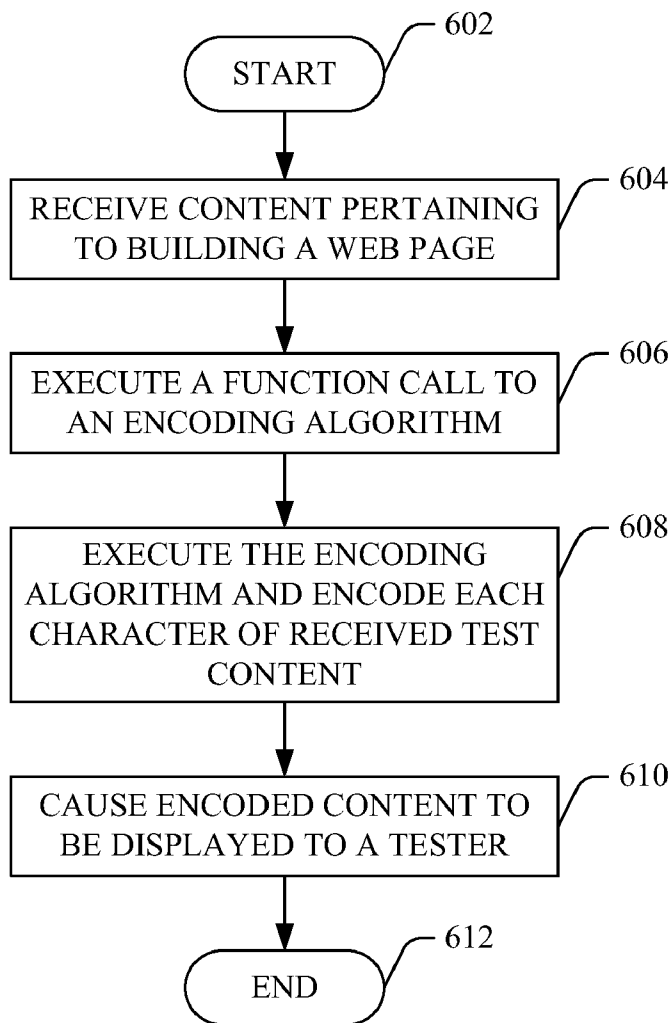 602
START
604
RECEIVE CONTENT PERTAINING
TO BUILDING A WEB PAGE
606
EXECUTE A FUNCTION CALL TO
AN ENCODING ALGORITHM
608
EXECUTE THE ENCODING
ALGORITHM AND ENCODE EACH
CHARACTER OF RECEIVED TEST
CONTENT
610
CAUSE ENCODED CONTENT TO
BE DISPLAYED TO A TESTER
612
END